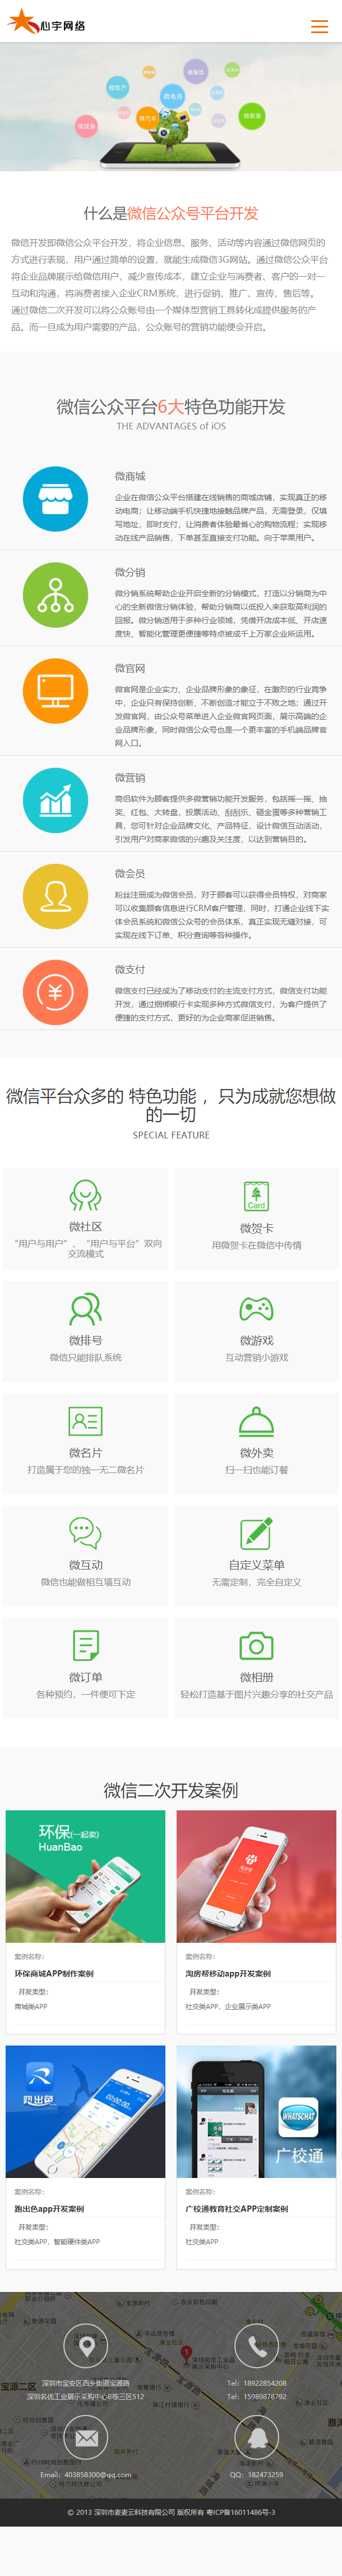 心宇网络
微餐饮
微房产
微电商
微汽车
微旅游
微政务
什么是微信公众号平台开发
微信开发即微信公众平台开发，将企业信息、服务、活动等内容通过微信网页的
方式进行表现，用户通过简单的设置，就能生成微信3G网站。通过微信公众平台
将企业品牌展示给微信用户，减少宣传成本，建立企业与消费者、客户的一对一
互动和沟通，将消费者接入企业CRM系统，进行促销、推广、宣传、售后等。
通过微信二次开发可以将公众账号由一个媒体型营销工具转化成提供服务的产
品。而一旦成为用户需要的产品，公众账号的营销功能便会开启。
微信公众平台6大特色功能开发
THE ADVANTAGES of iOS
微商城
企业在微信公众平台搭建在线销售的商城店铺，实现真正的移
动电商；让移动端手机快捷地接触品牌产品，无需登录，仅填
写地址，即时支付，让消费者体验最省心的购物流程；实现移
动在线产品销售，下单甚至直接支付功能。向于苹果用户。
微分销
微分销系统帮助企业开启全新的分销模式，打造以分销商为中
心的全新微信分销体验，帮助分销商以低投入来获取高利润的
回报。微分销适用于多种行业领域，凭借开店成本低、开店速
度快、智能化管理更便捷等特点被成千上万家企业所运用。
微官网
微官网是企业实力、企业品牌形象的象征，在激烈的行业竞争
中，企业只有保持创新、不断创造才能立于不败之地；通过开
发微官网，由公众号菜单进入企业微官网页面，展示高端的企
业品牌形象，同时微信公众号也是一个更丰富的手机端品牌官
网入口。
微营销
商侣软件为顾客提供多微营销功能开发服务，包括摇一摇、抽
奖、红包、大转盘，投票活动、刮刮乐、砸金蛋等多种营销工
具，您可针对企业品牌文化、产品特征，设计微信互动活动，
引发用户对商家微信的兴趣及关注度，以达到营销目的。
微会员
粉丝注册成为微信会员，对于顾客可以获得会员特权，对商家
可以收集顾客信息进行CRM客户管理，同时，打通企业线下实
体会员系统和微信公众号的会员体系，真正实现无缝对接，可
实现在线下订单、积分查询等各种操作。
微支付
微信支付已经成为了移动支付的主流支付方式，微信支付功能
开发，通过捆绑银行卡实现多种方式微信支付，为客户提供了
便捷的支付方式，更好的为企业商家促进销售。
微信平台众多的 特色功能 ，只为成就您想做
的一切
SPECIAL FEATURE
微社区
“用户与用户”、“用户与平台”双向
交流模式
Card
微贺卡
用微贺卡在微信中传情
微排号
微信只能排队系统
微游戏
互动营销小游戏
微名片
打造属于您的独一无二微名片
微外卖
扫一扫也能订餐
微互动
微信也能做相互墙互动
自定义菜单
无需定制，完全自定义
微订单
各种预约，一件便可下定
微相册
轻松打造基于图片兴趣分享的社交产品
微信二次开发案例
环保(一起卖)
HuanBao
案例名称：
环保商城APP制作案例
开发类型：
商城类APP
案例名称：
淘房帮移动app开发案例
开发类型：
社交类APP，企业展示类APP
跑出色
案例名称：
跑出色app开发案例
开发类型：
社交类APP，智能硬件类APP
WHATSCHAT
广校通
案例名称：
广校通教育社交APP定制案例
开发类型：
社交类APP
深圳市宝安区西乡街道宝源路
深圳名优工业展示采购中心B栋三区512
Tel：18922854208
Tel：15989878792
Email：403858300@qq.com
QQ：182473259
© 2013 深圳市麦麦云科技有限公司 版权所有 粤ICP备16011486号-3